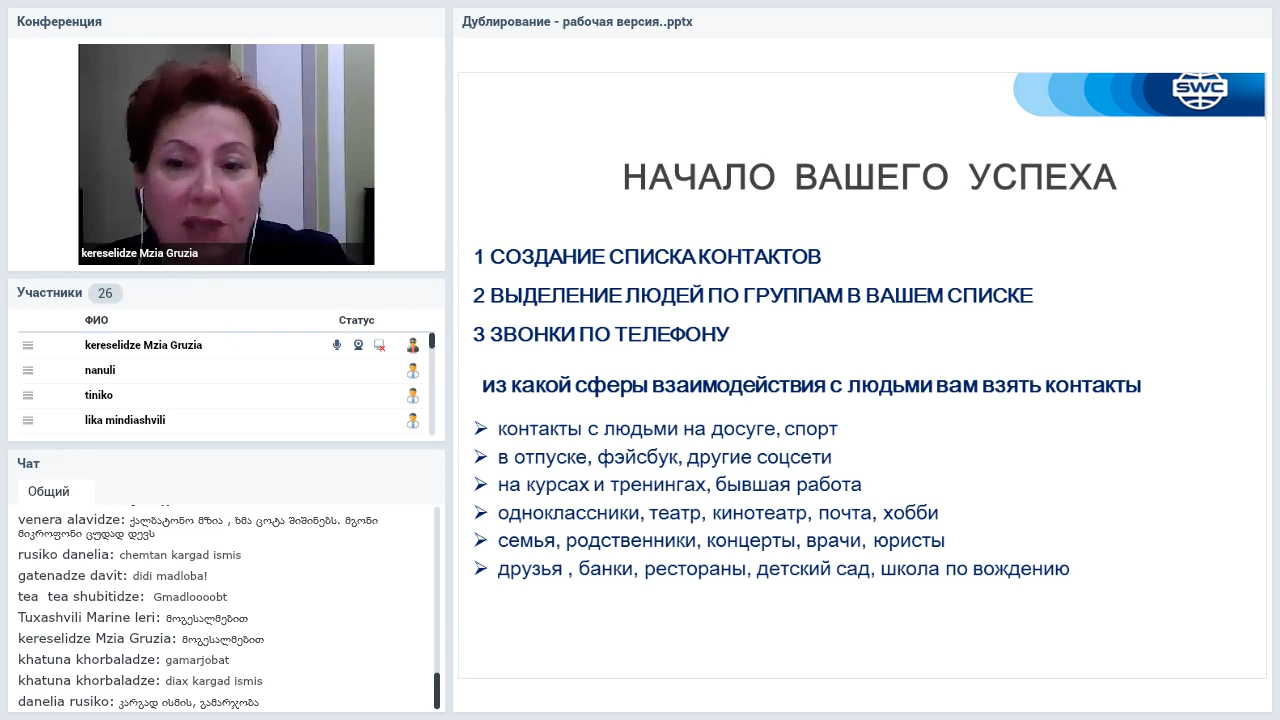 Конференция
kereselidze Mzia Gruzia
Участники 26
ФИО Статус
kereselidze Mzia Gruzia
nanuli
tiniko
lika mindiashvili
Чат
Общий
venera alavidze: ქალბატონო მზია , ხმა ცოტა შიშინებს. მგონი
მიკროფონი ცუდად დევს
rusiko danelia: chemtan kargad ismis
gatenadze davit: didi madloba!
tea tea shubitidze: Gmadloooobt
Tuxashvili Marine leri: მოგესალმებით
kereselidze Mzia Gruzia: მოგესალმებით
khatuna khorbaladze: gamarjobat
khatuna khorbaladze: diax kargad ismis
danelia rusiko: კარგად ისმის, გამარჯობა
Дублирование - рабочая версия..pptx
SWC
НАЧАЛО ВАШЕГО УСПЕХА
1 СОЗДАНИЕ СПИСКА КОНТАКТОВ
2 ВЫДЕЛЕНИЕ ЛЮДЕЙ ПО ГРУППАМ В ВАШЕМ СПИСКЕ
3 ЗВОНКИ ПО ТЕЛЕФОНУ
из какой сферы взаимодействия с людьми вам взять контакты
➢ контакты с людьми на досуге, спорт
➢ в отпуске, фэйсбук, другие соцсети
➢ на курсах и тренингах, бывшая работа
➢ одноклассники, театр, кинотеатр, почта, хобби
➢ семья, родственники, концерты, врачи, юристы
➢ друзья , банки, рестораны, детский сад, школа по вождению